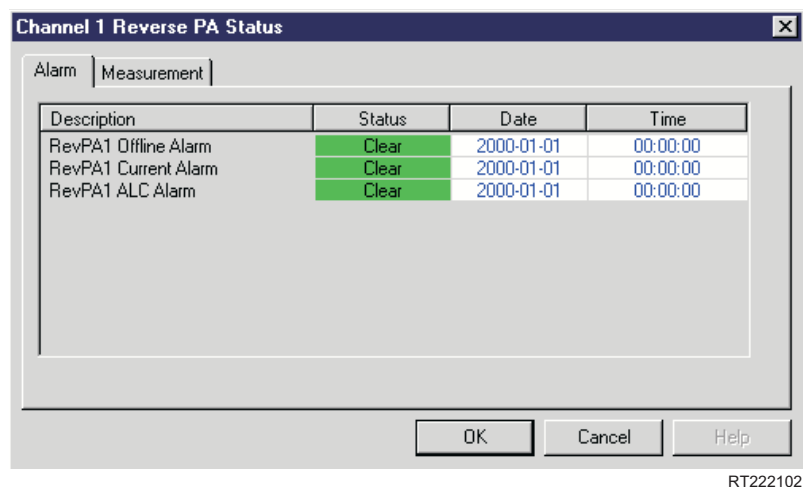 Channel 1 Reverse PA Status
Alarm Measurement
Description Status Date Time
RevPA1 Offline Alarm Clear 2000-01-01 00:00:00
RevPA1 Current Alarm Clear 2000-01-01 00:00:00
RevPA1 ALC Alarm Clear 2000-01-01 00:00:00
OK Cancel Help
RT222102